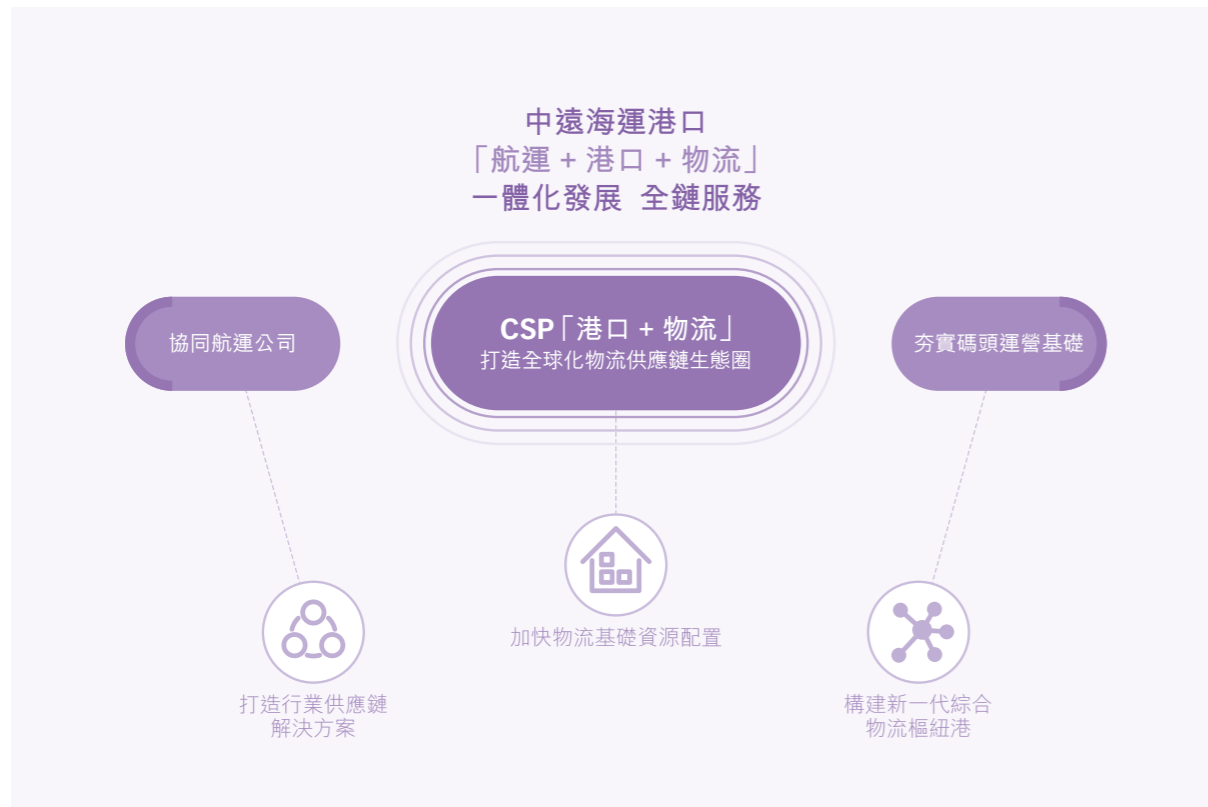 中遠海運港口
「航運 + 港口 + 物流」
一體化發展 全鏈服務
協同航運公司
CSP「港口 + 物流」
打造全球化物流供應鏈生態圈
夯實碼頭運營基礎
打造行業供應鏈
解決方案
加快物流基礎資源配置
構建新一代綜合
物流樞紐港